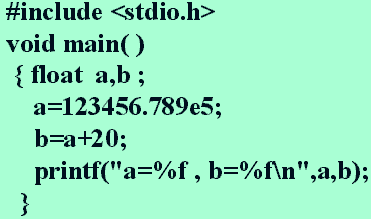 #include <stdio.h>
void main( )
{ float  a,b ;
a=123456.789e5;
b=a+20;
printf("a=%f , b=%f\n",a,b);
}